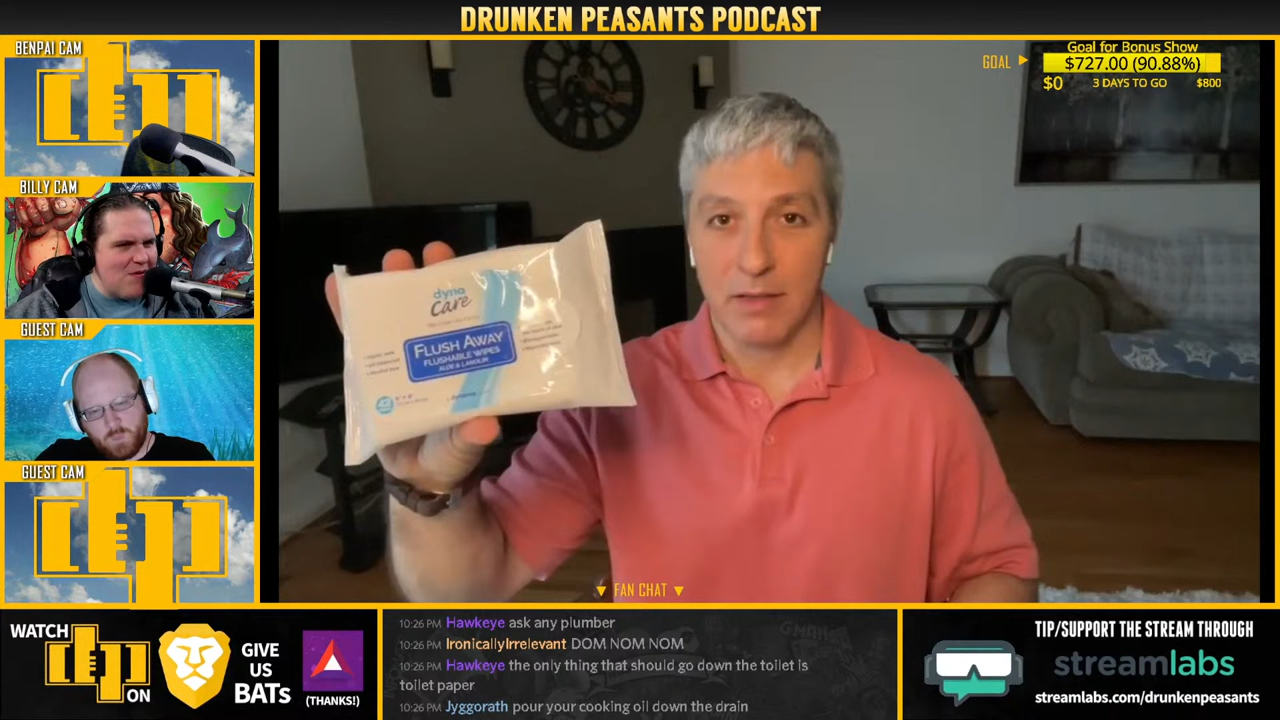 DRUNKEN PEASANTS PODCAST
BENPAI CAM
BILLY CAM
GUEST CAM
GUEST CAM
GOAL
Goal for Bonus Show
$727.00 (90.88%)
$0
3 DAYS TO GO
$800
dyna
Care
FLUSH AWAY
FLUSHABLE WIPES
ALOE & LANOLIN
FAN CHAT
WATCH
ON
GIVE
US
BATs
(THANKS!)
10:26 PM Hawkeye ask any plumber
10:26 PM IronicallyIrrelevant DOM NOM NOM
10:26 PM Hawkeye the only thing that should go down the toilet is
toilet paper
10:26 PM Jyggorath pour your cooking oil down the drain
TIP/SUPPORT THE STREAM THROUGH
streamlabs
streamlabs.com/drunkenpeasants